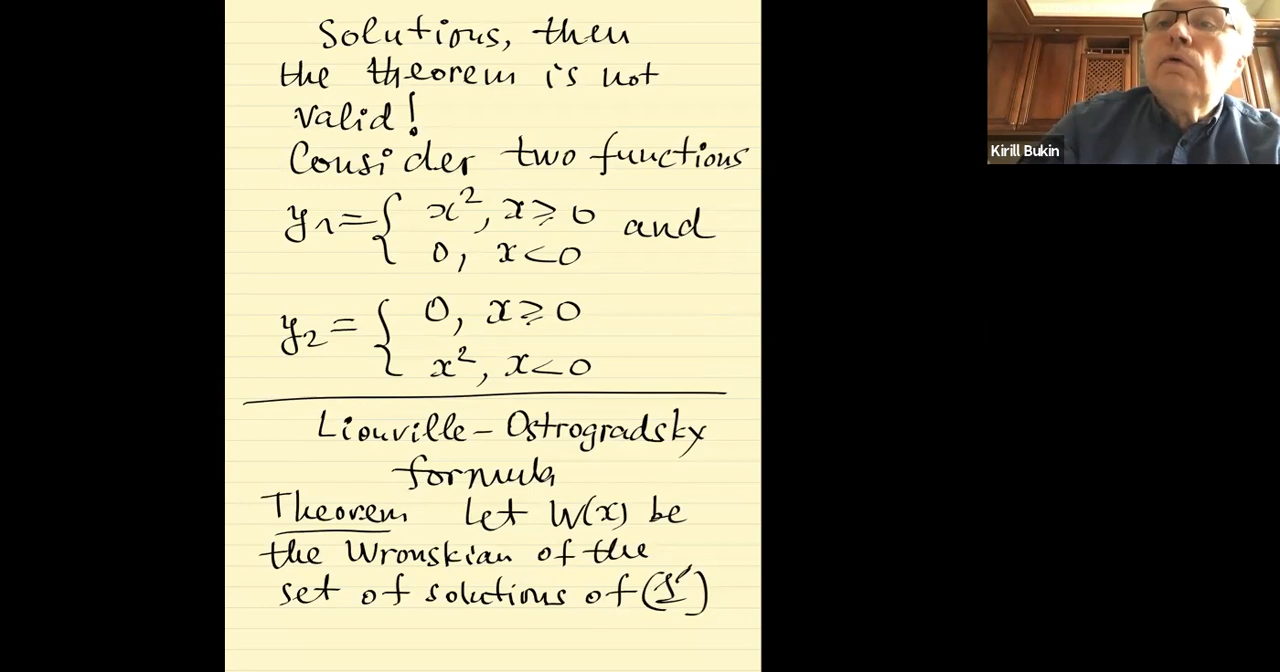 Solutions, then
the theorem is not
valid!
Consider two functions
y₁ = { x², x ⩾ 0 and
0, x < 0
y₂ = { 0, x ⩾ 0
x², x < 0
Liouville – Ostrogradsky
formula
Theorem Let W(x) be
the Wronskian of the
set of solutions of (1')
Kirill Bukin